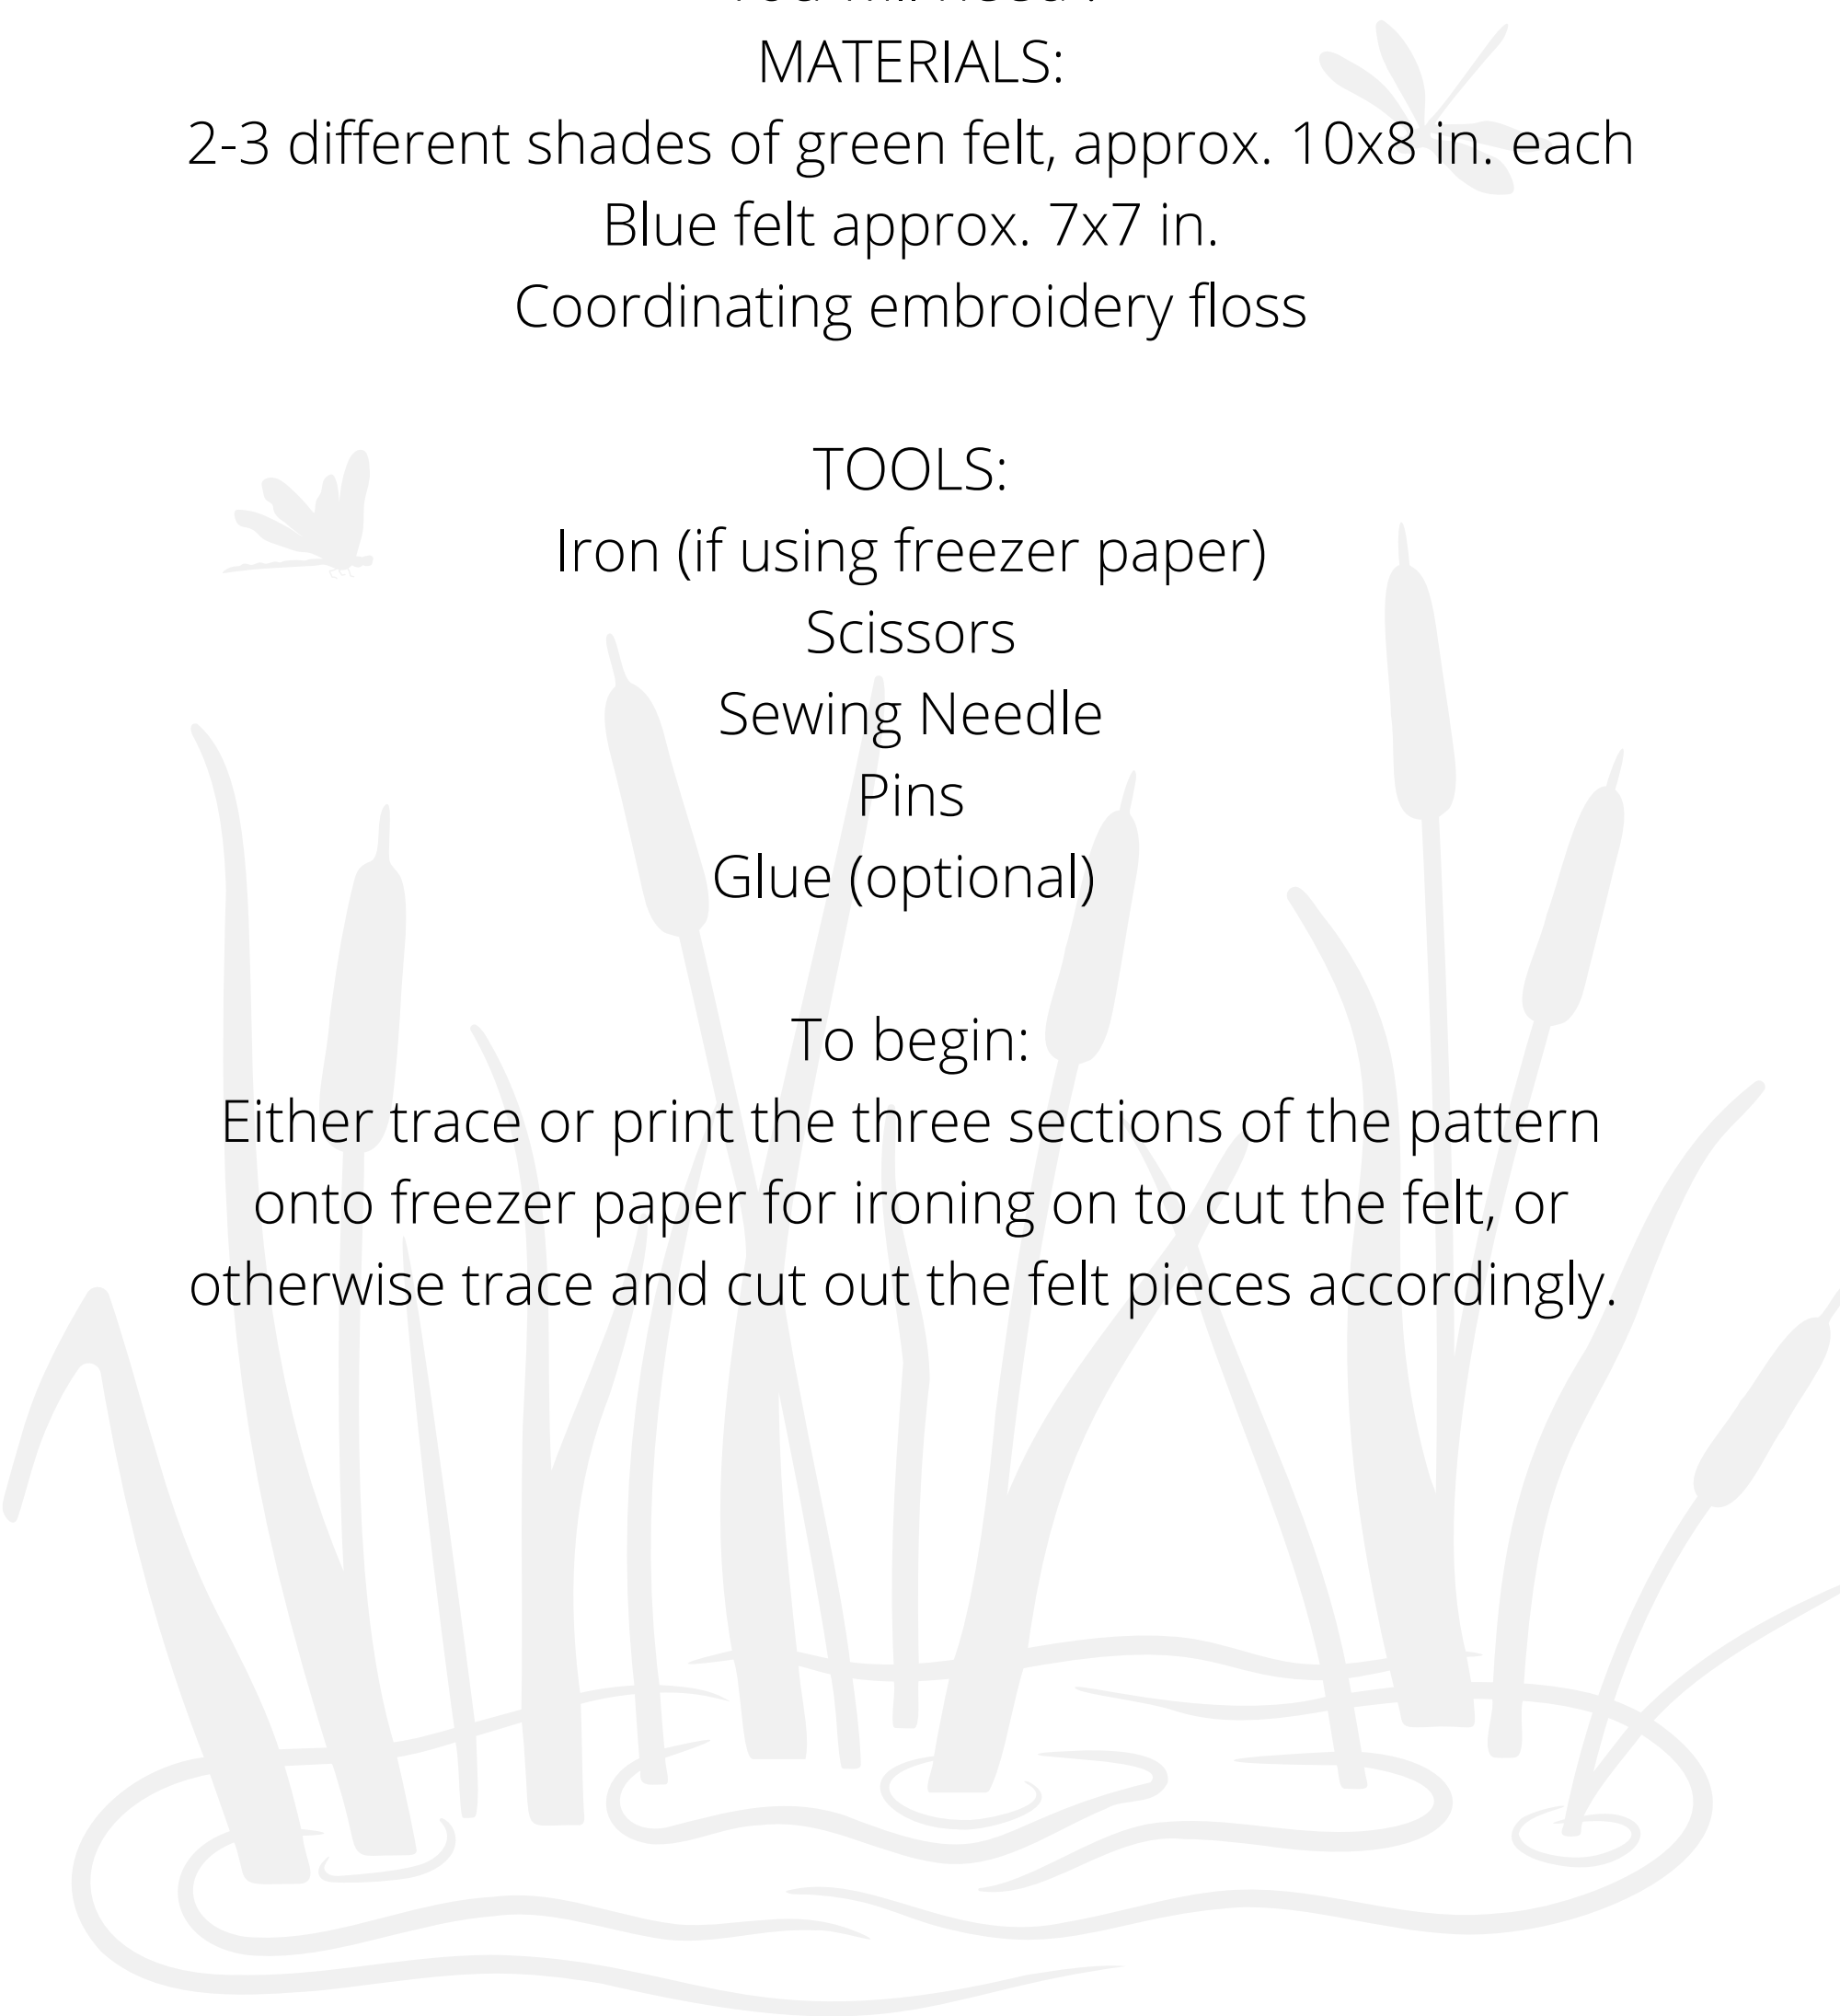 MATERIALS:
2-3 different shades of green felt, approx. 10x8 in. each
Blue felt approx. 7x7 in.
Coordinating embroidery floss
TOOLS:
Iron (if using freezer paper)
Scissors
Sewing Needle
Pins
Glue (optional)
To begin:
Either trace or print the three sections of the pattern
onto freezer paper for ironing on to cut the felt, or
otherwise trace and cut out the felt pieces accordingly.